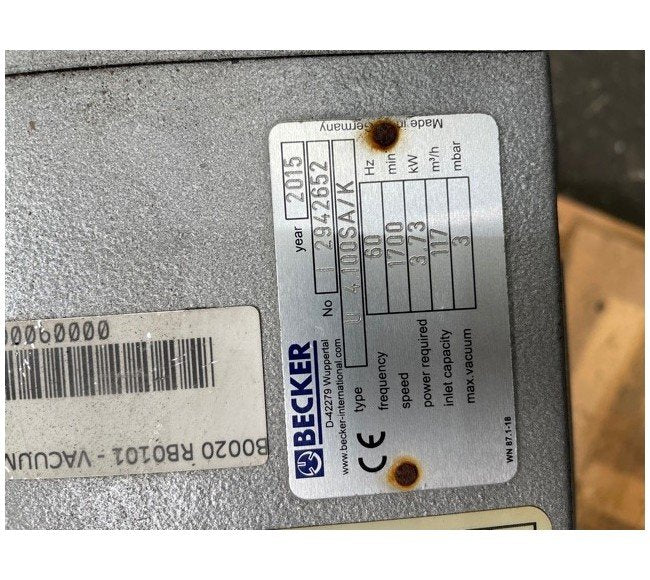 BECKER
D-42279 Wuppertal
www.becker-international.com
year 2015
No I 2942652
type U 4 100SA/K
frequency 60 Hz
speed 1700 min
power required 3.73 kW
inlet capacity 117 m³/h
max.vacuum 3 mbar
CE
WN 87.1-18
Made in Germany
B0020 RB0101 - VACUUM